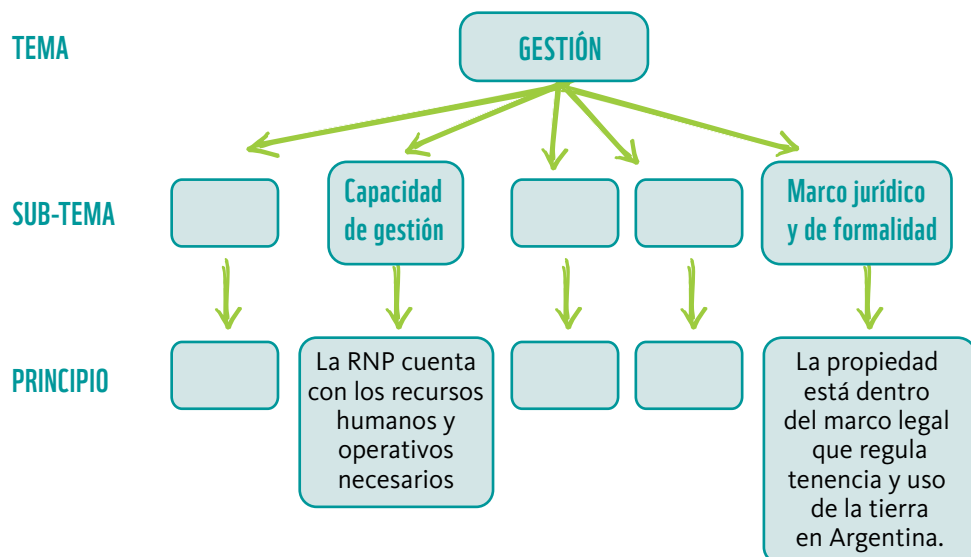 TEMA
GESTIÓN
SUB-TEMA
Capacidad
de gestión
Marco jurídico
y de formalidad
PRINCIPIO
La RNP cuenta
con los recursos
humanos y
operativos
necesarios
La propiedad
está dentro
del marco legal
que regula
tenencia y uso
de la tierra
en Argentina.